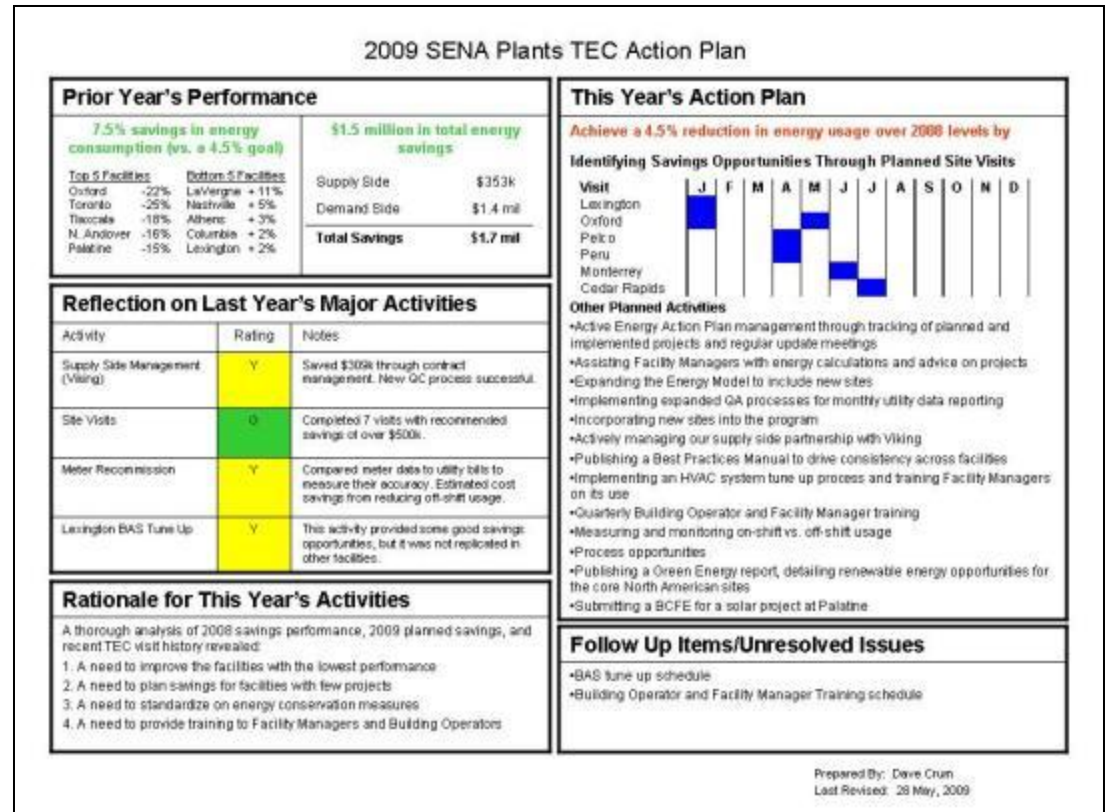 2009 SENA Plants TEC Action Plan
Prior Year's Performance
7.5% savings in energy
consumption (vs. a 4.5% goal)
Top 5 Facilities Bottom 5 Facilities
Oxford -22% LaVergne + 11%
Toronto -25% Nashville + 5%
Tlaxcala -18% Athens + 3%
N. Andover -16% Columbia + 2%
Palatine -15% Lexington + 2%
$1.5 million in total energy
savings
Supply Side $353k
Demand Side $1.4 mil
Total Savings $1.7 mil
Reflection on Last Year's Major Activities
Activity Rating Notes
Supply Side Management
(Viking)
Y
Saved $309k through contract
management. New QC process successful.
Site Visits
G
Completed 7 visits with recommended
savings of over $500k.
Meter Recommission
Y
Compared meter data to utility bills to
measure their accuracy. Estimated cost
savings from reducing off-shift usage.
Lexington BAS Tune Up
Y
This activity provided some good savings
opportunities, but it was not replicated in
other facilities.
Rationale for This Year's Activities
A thorough analysis of 2008 savings performance, 2009 planned savings, and
recent TEC visit history revealed:
1. A need to improve the facilities with the lowest performance
2. A need to plan savings for facilities with few projects
3. A need to standardize on energy conservation measures
4. A need to provide training to Facility Managers and Building Operators
This Year's Action Plan
Achieve a 4.5% reduction in energy usage over 2008 levels by
Identifying Savings Opportunities Through Planned Site Visits
Visit J F M A M J J A S O N D
Lexington
Oxford
Pelco
Peru
Monterrey
Cedar Rapids
Other Planned Activities
•Active Energy Action Plan management through tracking of planned and
implemented projects and regular update meetings
•Assisting Facility Managers with energy calculations and advice on projects
•Expanding the Energy Model to include new sites
•Implementing expanded QA processes for monthly utility data reporting
•Incorporating new sites into the program
•Actively managing our supply side partnership with Viking
•Publishing a Best Practices Manual to drive consistency across facilities
•Implementing an HVAC system tune up process and training Facility Managers
on its use
•Quarterly Building Operator and Facility Manager training
•Measuring and monitoring on-shift vs. off-shift usage
•Process opportunities
•Publishing a Green Energy report, detailing renewable energy opportunities for
the core North American sites
•Submitting a BCFE for a solar project at Palatine
Follow Up Items/Unresolved Issues
•BAS tune up schedule
•Building Operator and Facility Manager Training schedule
Prepared By: Dave Crum
Last Revised: 28 May, 2009